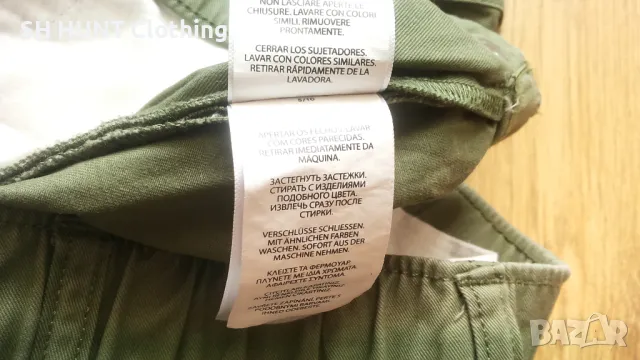 SH HUNT Clothing
NON LASCIARE APERTE LE
CHIUSURE. LAVARE CON COLORI
SIMILI. RIMUOVERE
PRONTAMENTE.
CERRAR LOS SUJETADORES.
LAVAR CON COLORES SIMILARES.
RETIRAR RÁPIDAMENTE DE LA
LAVADORA.
APERTAR OS FECHOS. LAVAR
COM CORES PARECIDAS.
RETIRAR IMEDIATAMENTE DA
MÁQUINA.
ЗАСТЕГНУТЬ ЗАСТЕЖКИ.
СТИРАТЬ С ИЗДЕЛИЯМИ
ПОДОБНОГО ЦВЕТА.
ИЗВЛЕЧЬ СРАЗУ ПОСЛЕ
СТИРКИ.
VERSCHLÜSSE SCHLIESSEN.
MIT ÄHNLICHEN FARBEN
WASCHEN. SOFORT AUS DER
MASCHINE NEHMEN.
ΚΛΕΙΣΤΕ ΤΑ ΦΕΡΜΟΥΑΡ.
ΠΛΥΝΕΤΕ ΜΕ ΙΔΙΑ ΧΡΩΜΑΤΑ.
ΑΦΑΙΡΕΣΤΕ ΣΥΝΤΟΜΑ.
bazar.bg